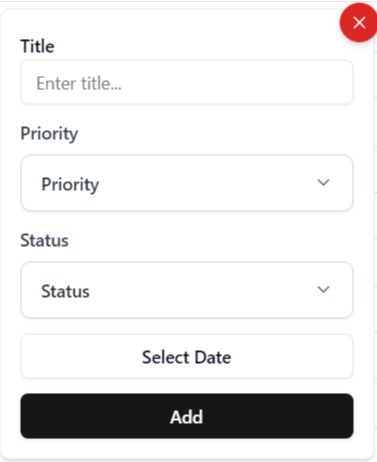 Title
Enter title...
Priority
Priority
Status
Status
Select Date
Add